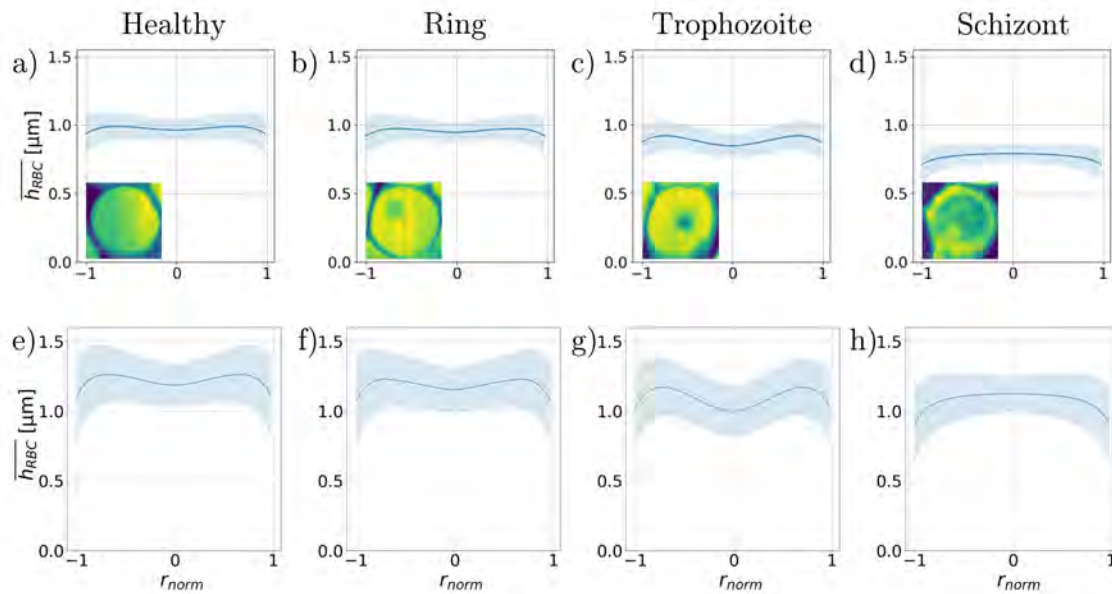 Healthy Ring Trophozoite Schizont
a) b) c) d)
1.5 1.5 1.5 1.5
1.0 1.0 1.0 1.0
0.5 0.5 0.5 0.5
0.0 0.0 0.0 0.0
h_RBC [μm]
−1 0 1 −1 0 1 −1 0 1 −1 0 1
e) f) g) h)
1.5 1.5 1.5 1.5
1.0 1.0 1.0 1.0
0.5 0.5 0.5 0.5
0.0 0.0 0.0 0.0
h_RBC [μm]
−1 0 1 −1 0 1 −1 0 1 −1 0 1
r_norm r_norm r_norm r_norm